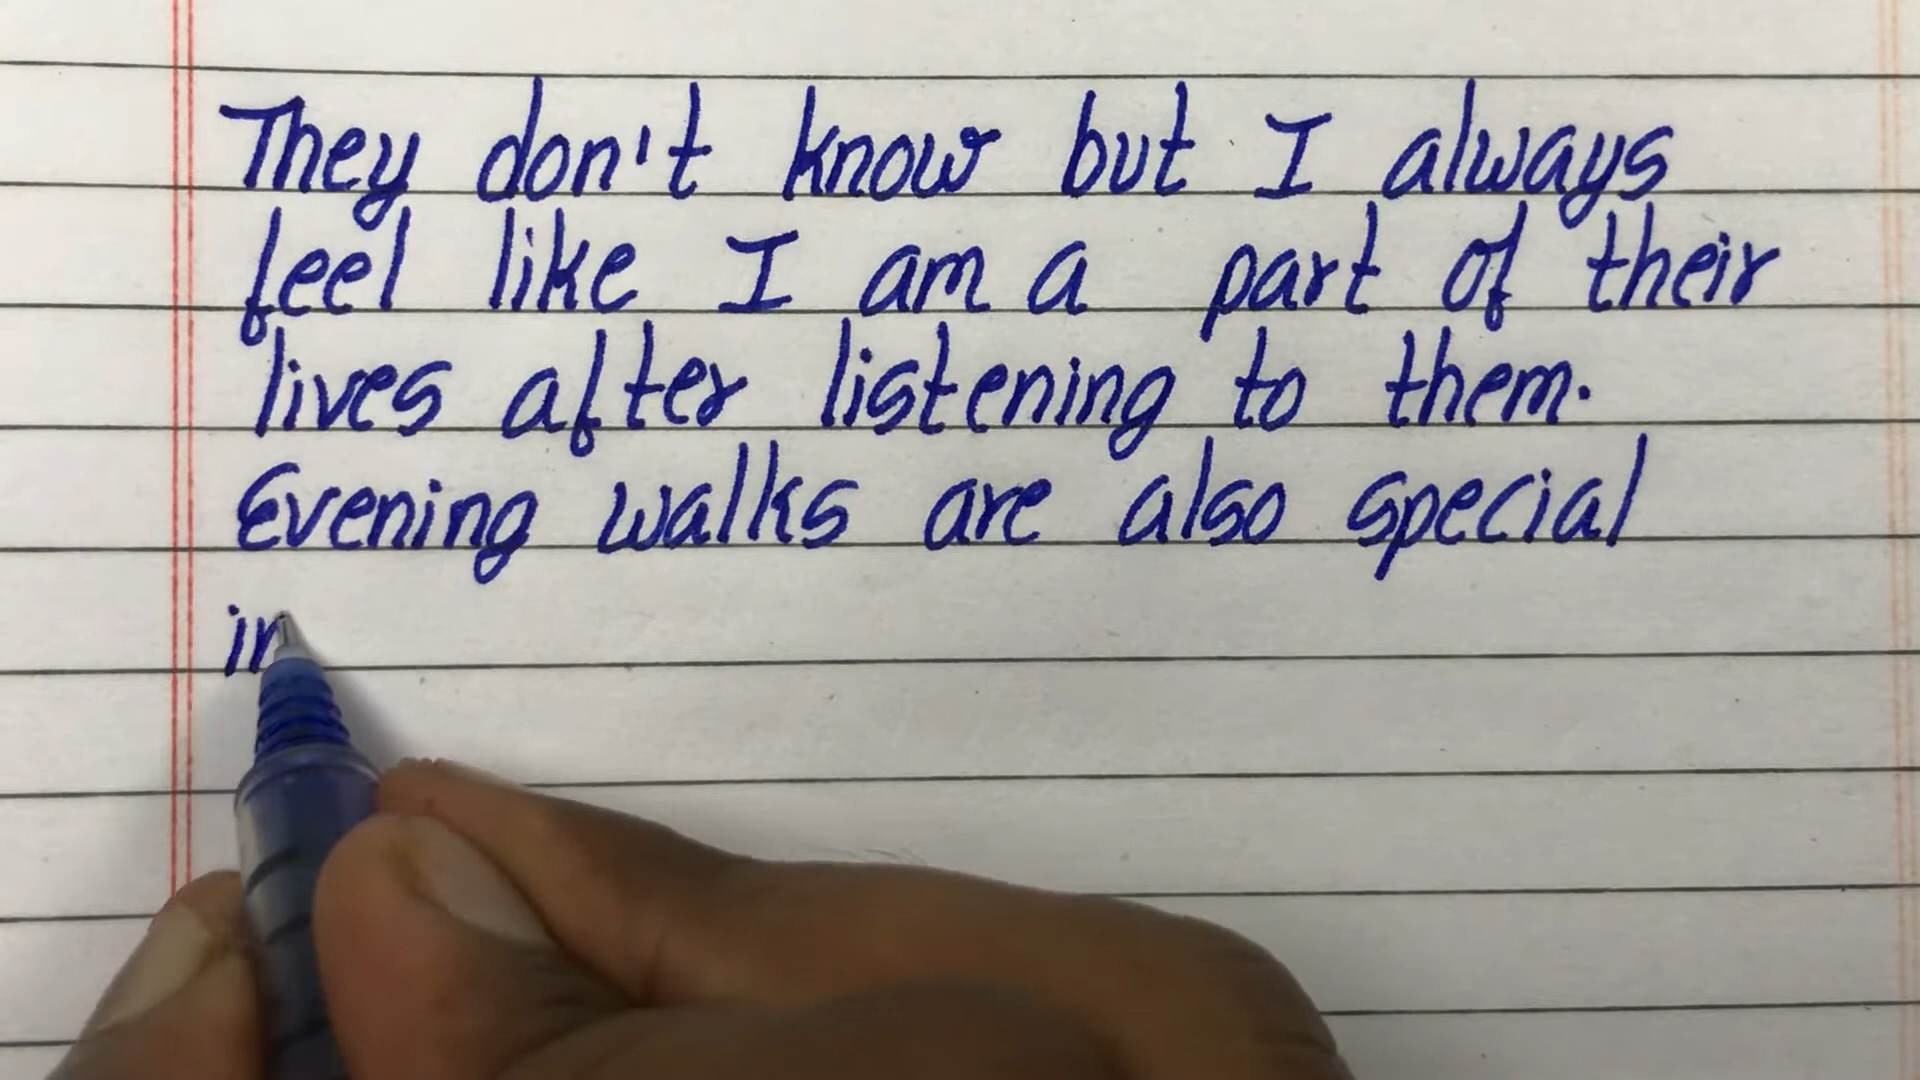 They don't know but I always
feel like I am a part of their
lives after listening to them.
Evening walks are also special
in